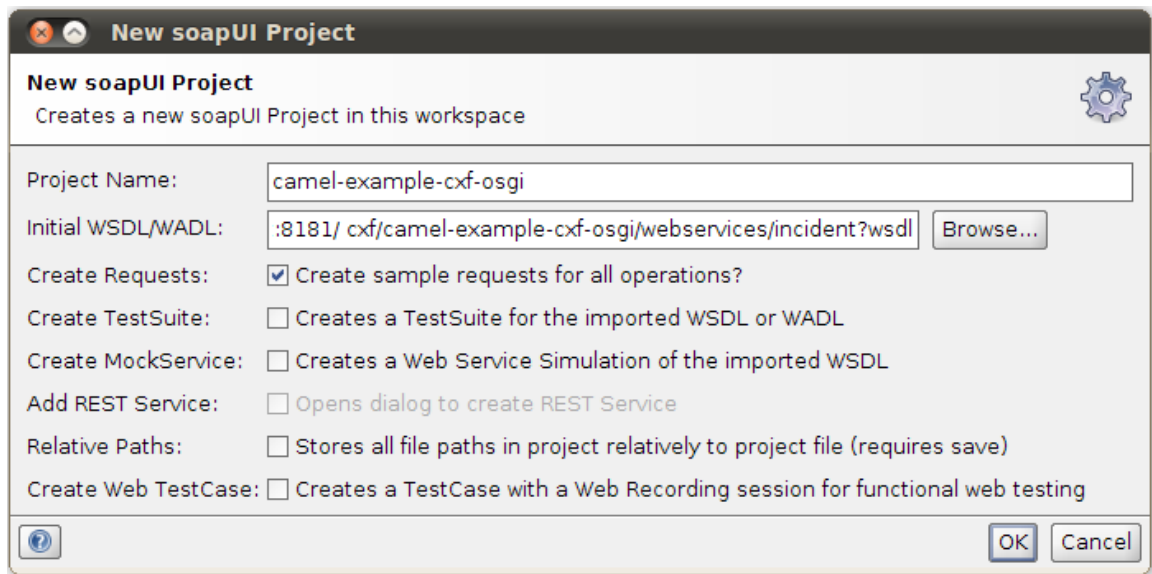 New soapUI Project
New soapUI Project
Creates a new soapUI Project in this workspace
Project Name: camel-example-cxf-osgi
Initial WSDL/WADL: :8181/ cxf/camel-example-cxf-osgi/webservices/incident?wsdl Browse...
Create Requests: Create sample requests for all operations?
Create TestSuite: Creates a TestSuite for the imported WSDL or WADL
Create MockService: Creates a Web Service Simulation of the imported WSDL
Add REST Service: Opens dialog to create REST Service
Relative Paths: Stores all file paths in project relatively to project file (requires save)
Create Web TestCase: Creates a TestCase with a Web Recording session for functional web testing
? OK Cancel